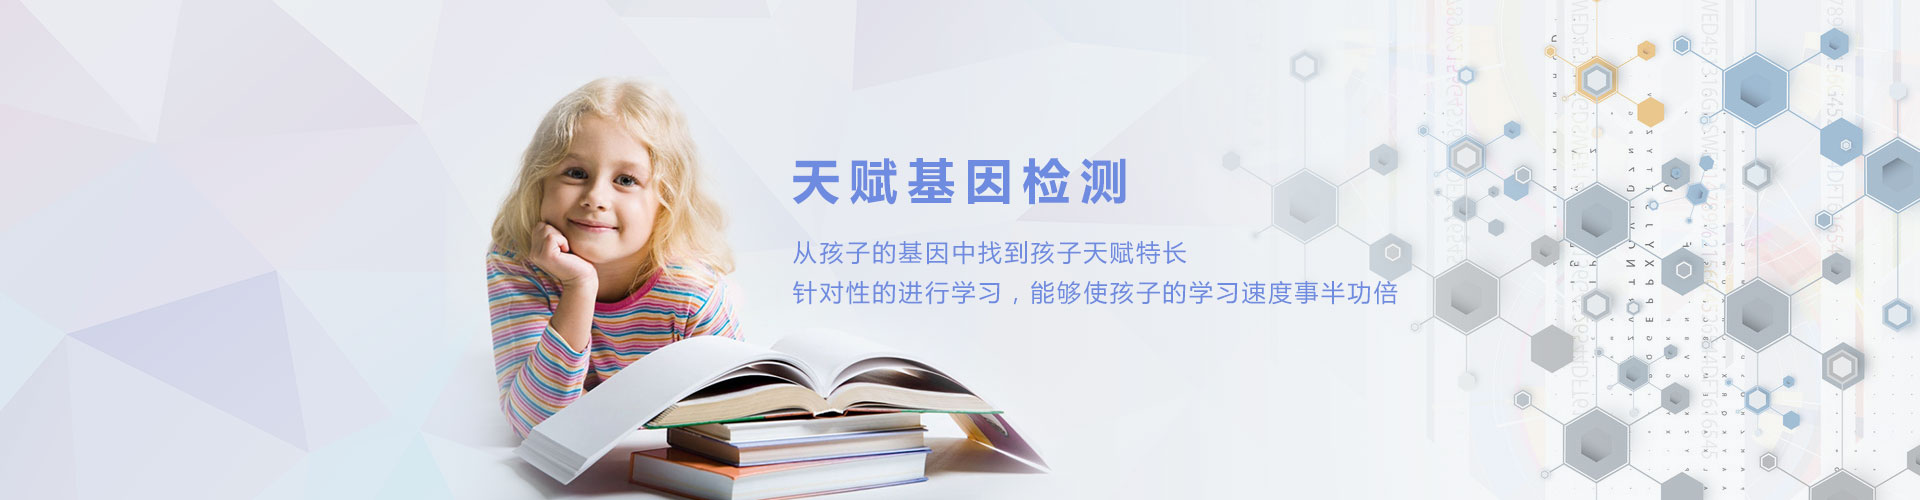 天赋基因检测
从孩子的基因中找到孩子天赋特长
针对性的进行学习，能够使孩子的学习速度事半功倍